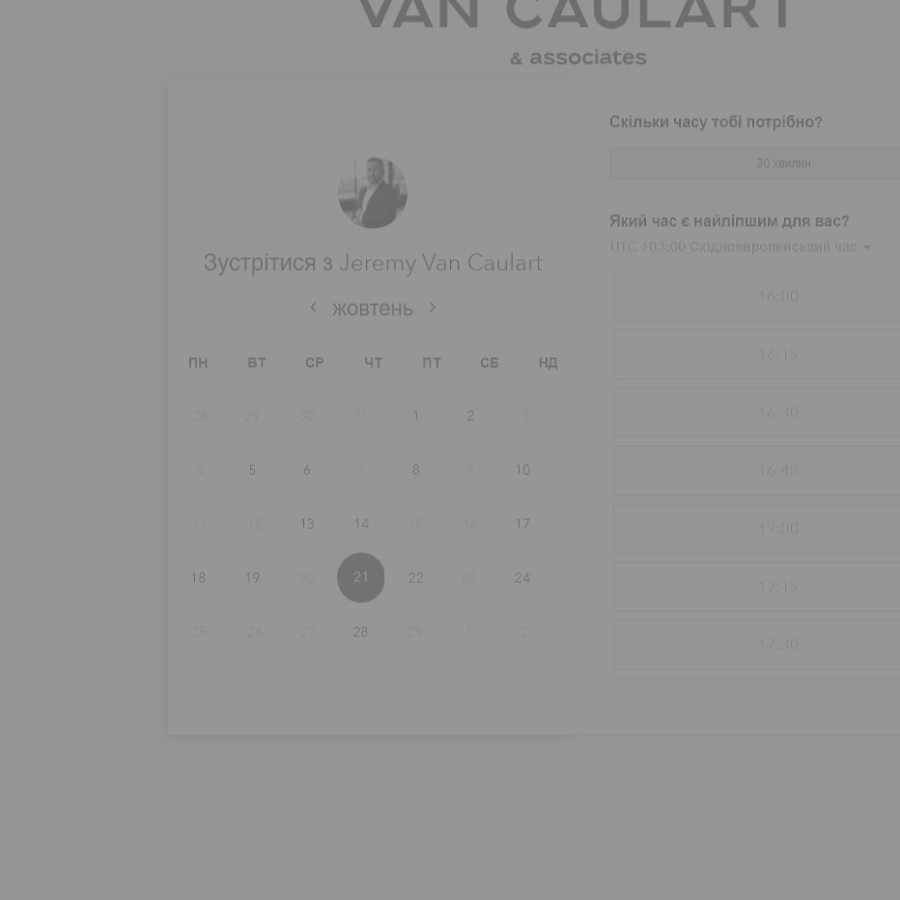 VAN CAULART
& associates
Зустрітися з Jeremy Van Caulart
жовтень
ПН ВТ СР ЧТ ПТ СБ НД
28 29 30 31 1 2 3
4 5 6 7 8 9 10
11 12 13 14 15 16 17
18 19 20 21 22 23 24
25 26 27 28 29 1 2
Скільки часу тобі потрібно?
30 хвилин
Який час є найліпшим для вас?
UTC +03:00 Східноєвропейський час
16:00
16:15
16:30
16:45
17:00
17:15
17:30